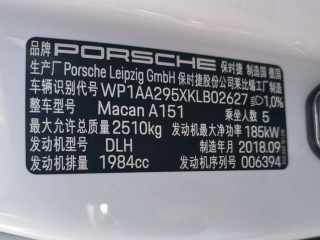 品牌 PORSCHE 保时捷 制造国 德国
生产厂 Porsche Leipzig GmbH 保时捷股份公司莱比锡工厂制造
车辆识别代号 WP1AA295XKLB02627 1,0%
整车型号 Macan A151 乘坐人数 5
最大允许总质量 2510kg 发动机最大净功率 185kW
发动机型号 DLH 制造年月 2018.09
发动机排量 1984cc 发动机序列号 006394